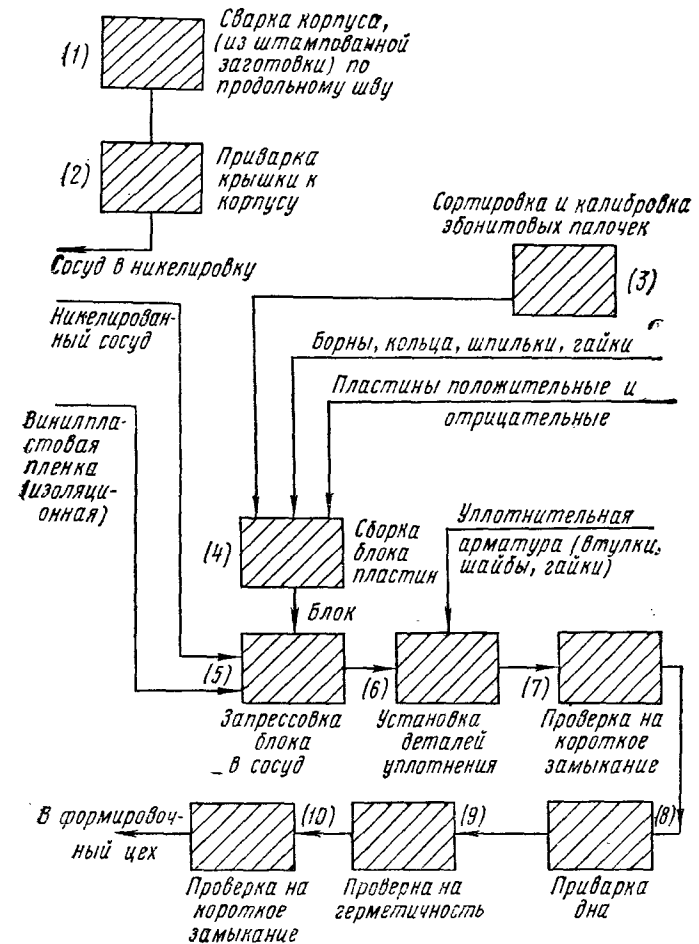 (1)
Сварка корпуса,
(из штампованной
заготовки) по
продольному шву
(2)
Приварка
крышки к
корпусу
Сосуд в никелировку
Сортировка и калибровка
эбонитовых палочек
(3)
Никелирован-
ный сосуд
Борны, кольца, шпильки, гайки
Пластины положительные и
отрицательные
Винилпла-
стовая
пленка
(изоляци-
онная)
(4)
Сборка
блока
пластин
Уплотнительная
арматура (втулки,
шайбы, гайки)
Блок
(5)
Запрессовка
блока
в сосуд
(6)
Установка
деталей
уплотнения
(7)
Проверка на
короткое
замыкание
(8)
Приварка
дна
(9)
Проверка на
герметичность
(10)
Проверка на
короткое
замыкание
В формировоч-
ный цех